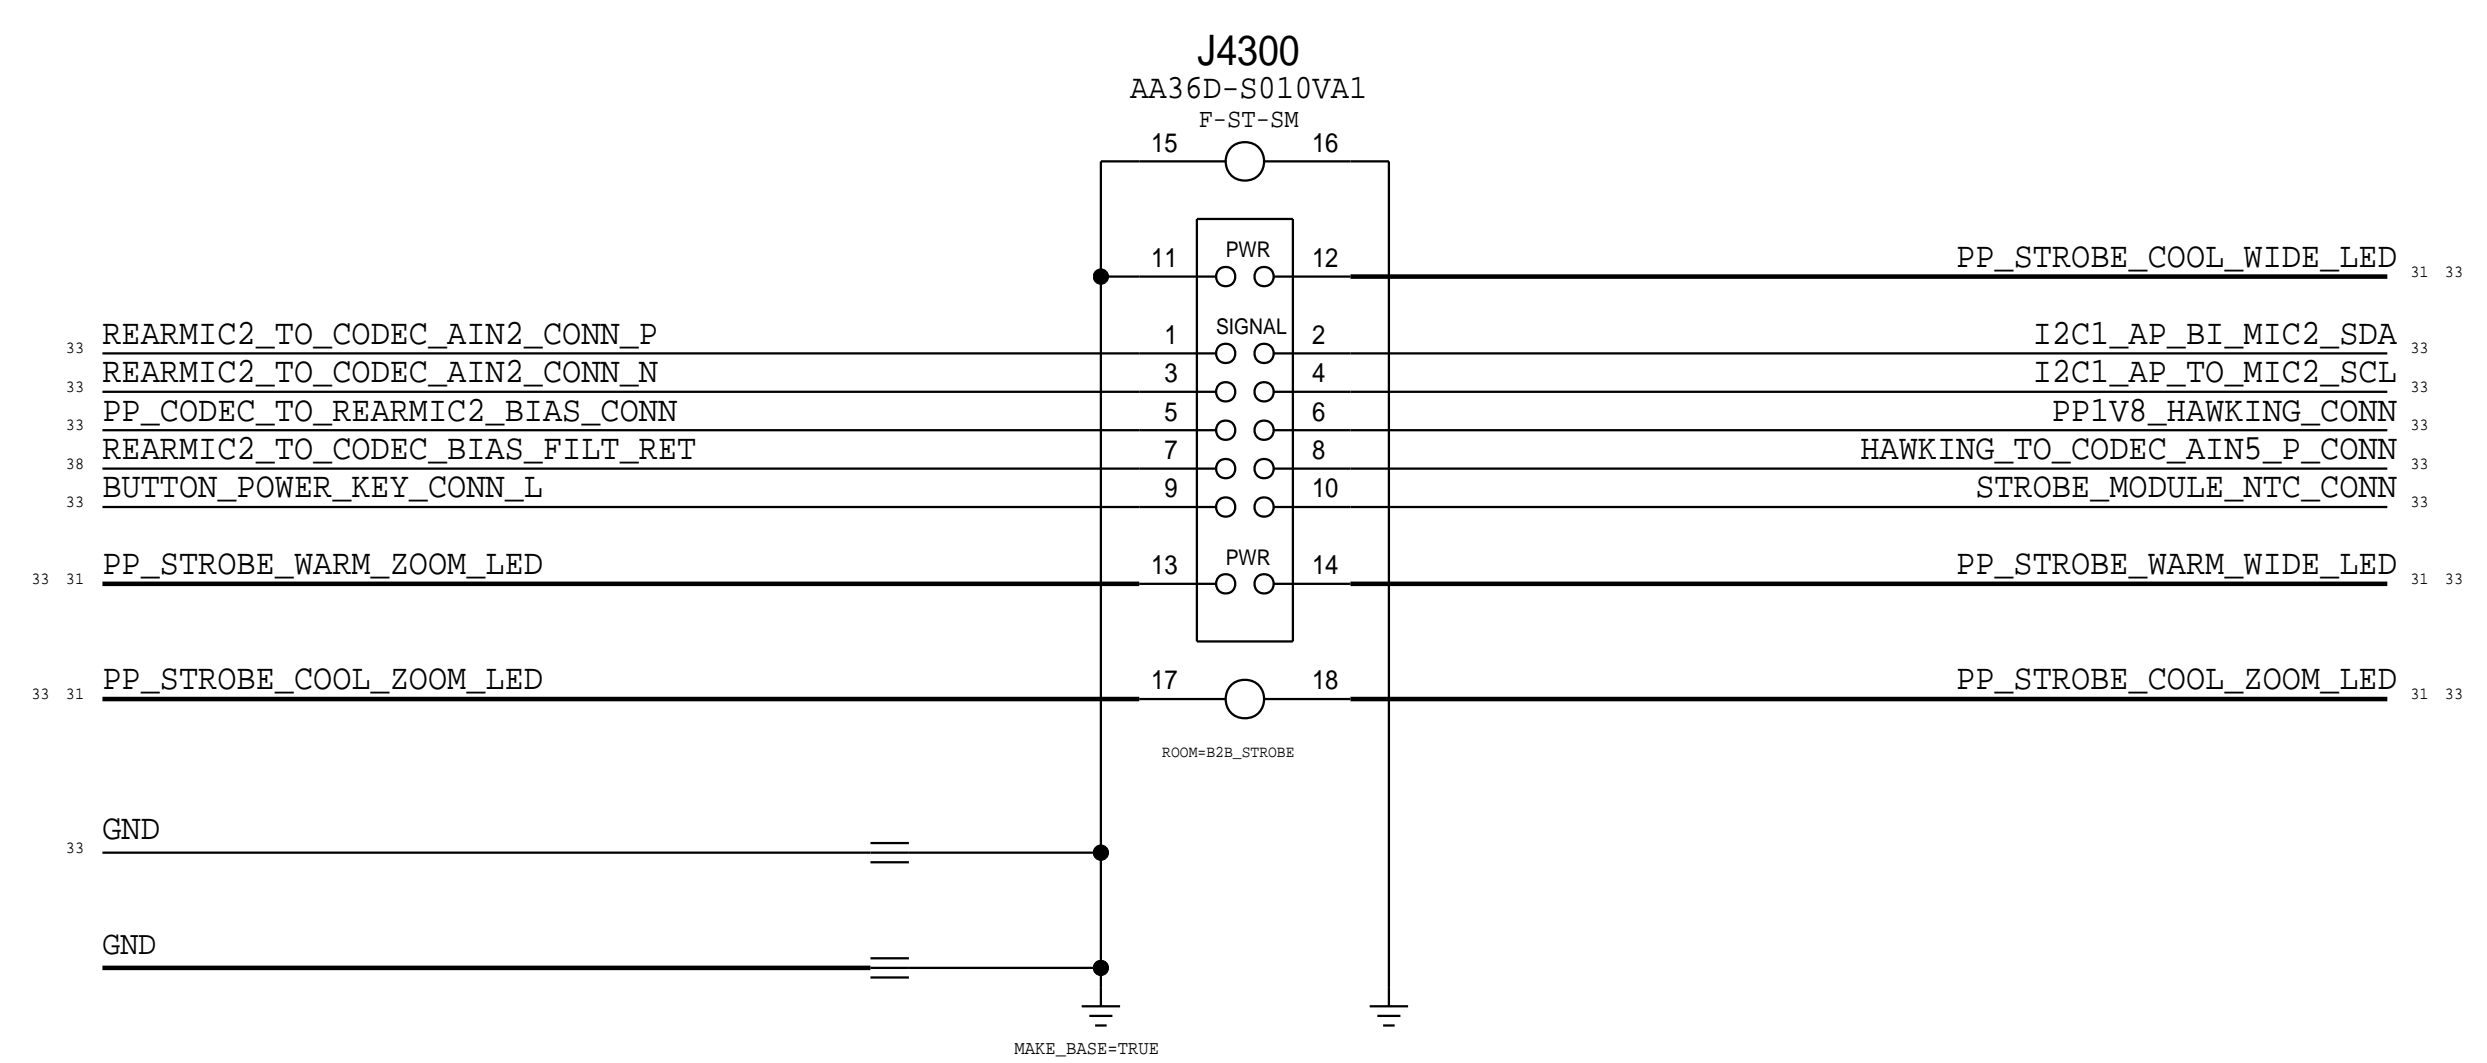 J4300
AA36D-S010VA1
F-ST-SM
15 16
11 PWR 12 PP_STROBE_COOL_WIDE_LED 31 33
33 REARMIC2_TO_CODEC_AIN2_CONN_P 1 SIGNAL 2 I2C1_AP_BI_MIC2_SDA 33
33 REARMIC2_TO_CODEC_AIN2_CONN_N 3 4 I2C1_AP_TO_MIC2_SCL 33
33 PP_CODEC_TO_REARMIC2_BIAS_CONN 5 6 PP1V8_HAWKING_CONN 33
38 REARMIC2_TO_CODEC_BIAS_FILT_RET 7 8 HAWKING_TO_CODEC_AIN5_P_CONN 33
33 BUTTON_POWER_KEY_CONN_L 9 10 STROBE_MODULE_NTC_CONN 33
33 31 PP_STROBE_WARM_ZOOM_LED 13 PWR 14 PP_STROBE_WARM_WIDE_LED 31 33
33 31 PP_STROBE_COOL_ZOOM_LED 17 18 PP_STROBE_COOL_ZOOM_LED 31 33
ROOM=B2B_STROBE
33 GND
GND
MAKE_BASE=TRUE